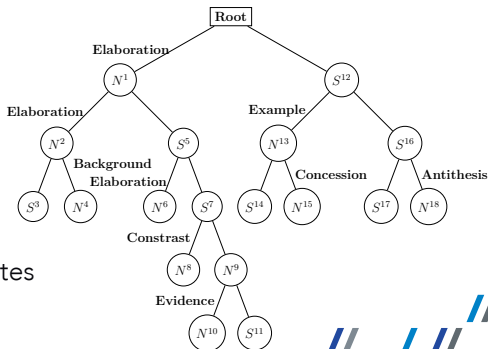 Root
Elaboration
N1 S12
Elaboration Example
N2 S5 N13 S16
Background Concession Antithesis
Elaboration
S3 N4 N6 S7 S14 N15 S17 N18
Constrast
N8 N9
tes
Evidence
N10 S11